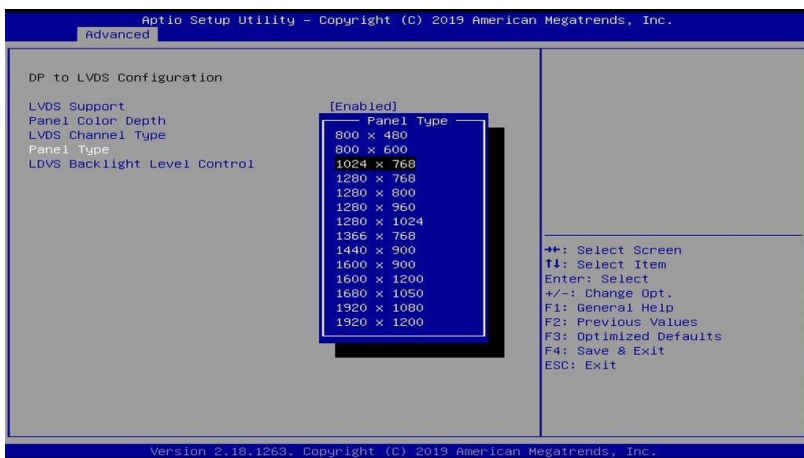 Aptio Setup Utility – Copyright (C) 2019 American Megatrends, Inc.
Advanced
DP to LVDS Configuration
LVDS Support [Enabled]
Panel Color Depth
LVDS Channel Type
Panel Type
LDVS Backlight Level Control
Panel Type
800 x 480
800 x 600
1024 x 768
1280 x 768
1280 x 800
1280 x 960
1280 x 1024
1366 x 768
1440 x 900
1600 x 900
1600 x 1200
1680 x 1050
1920 x 1080
1920 x 1200
→←: Select Screen
↑↓: Select Item
Enter: Select
+/-: Change Opt.
F1: General Help
F2: Previous Values
F3: Optimized Defaults
F4: Save & Exit
ESC: Exit
Version 2.18.1263. Copyright (C) 2019 American Megatrends, Inc.